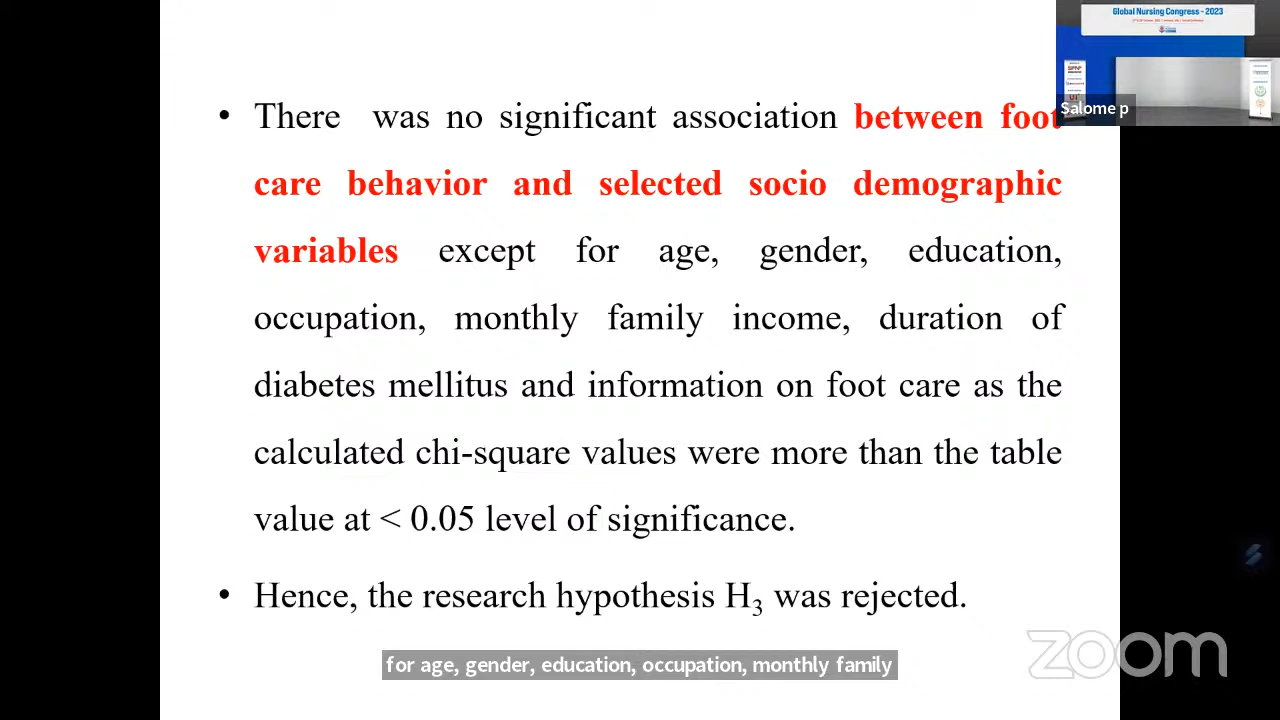 Global Nursing Congress - 2023
Salome p
• There was no significant association between foot
care behavior and selected socio demographic
variables except for age, gender, education,
occupation, monthly family income, duration of
diabetes mellitus and information on foot care as the
calculated chi-square values were more than the table
value at < 0.05 level of significance.
• Hence, the research hypothesis H3 was rejected.
for age, gender, education, occupation, monthly family
zoom